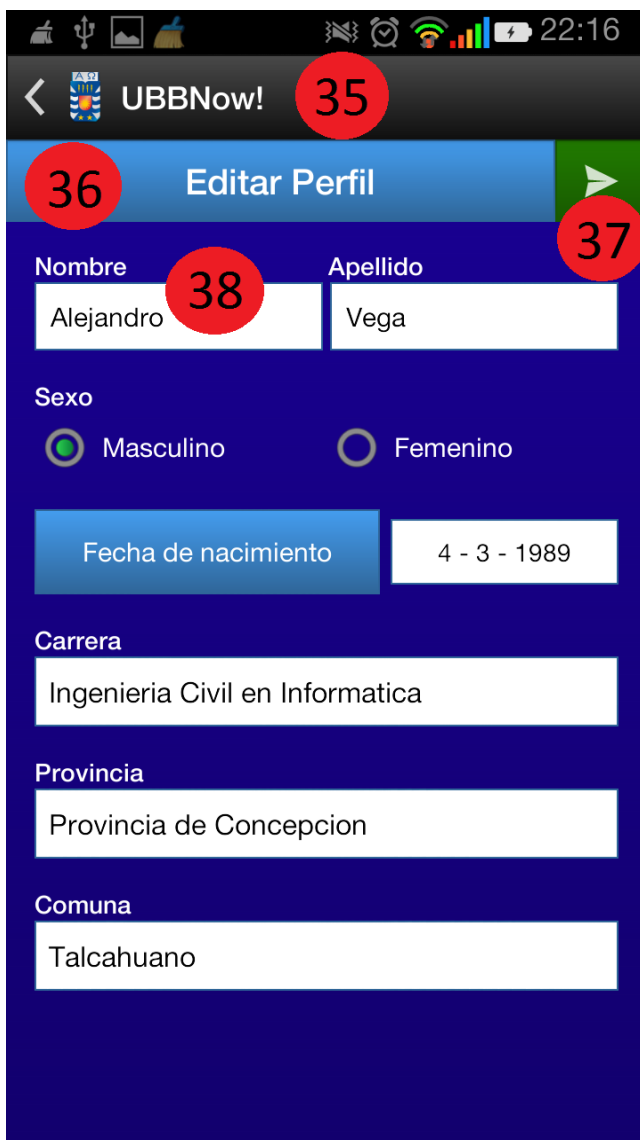 22:16
UBBNow! 35
36 Editar Perfil
37
Nombre Apellido
38
Alejandro Vega
Sexo
Masculino Femenino
Fecha de nacimiento 4 - 3 - 1989
Carrera
Ingenieria Civil en Informatica
Provincia
Provincia de Concepcion
Comuna
Talcahuano